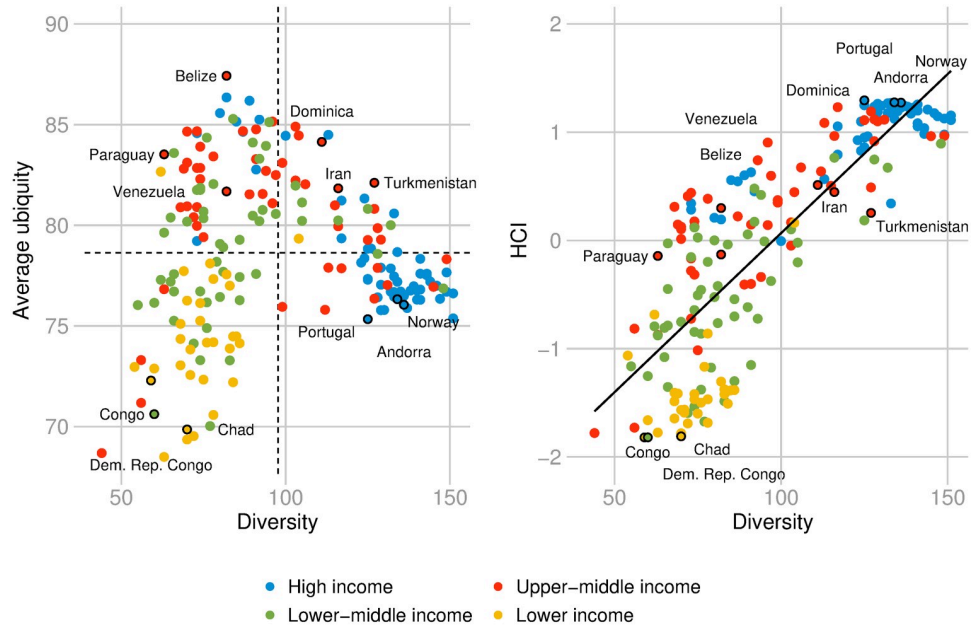 90
85
80
75
70
Average ubiquity
Belize
Dominica
Paraguay
Iran
Turkmenistan
Venezuela
Portugal
Norway
Andorra
Congo
Chad
Dem. Rep. Congo
50
100
150
Diversity
2
1
0
−1
−2
HCI
Portugal
Norway
Andorra
Dominica
Venezuela
Belize
Iran
Turkmenistan
Paraguay
Congo
Chad
Dem. Rep. Congo
50
100
150
Diversity
High income
Upper−middle income
Lower−middle income
Lower income